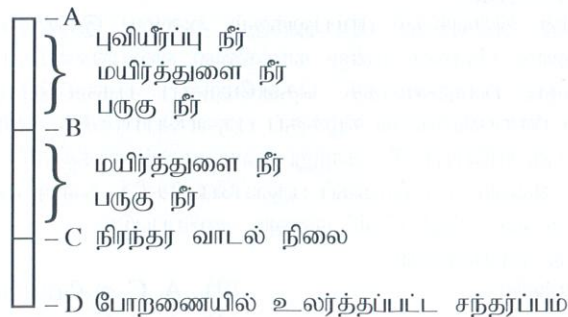 A
புவியீர்ப்பு நீர்
மயிர்த்துளை நீர்
பருகு நீர்
– B
மயிர்த்துளை நீர்
பருகு நீர்
– C நிரந்தர வாடல் நிலை
– D போறணையில் உலர்த்தப்பட்ட சந்தர்ப்பம்